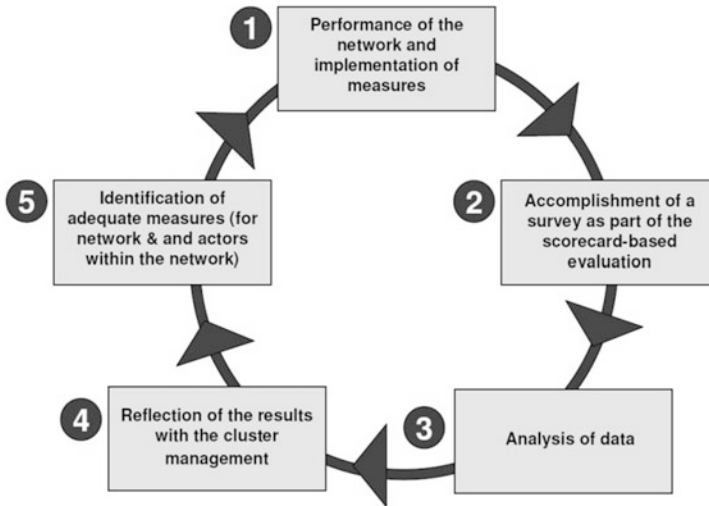 1
Performance of the
network and
implementation of
measures
2
Accomplishment of a
survey as part of the
scorecard-based
evaluation
3
Analysis of data
4
Reflection of the results
with the cluster
management
5
Identification of
adequate measures (for
network & and actors
within the network)